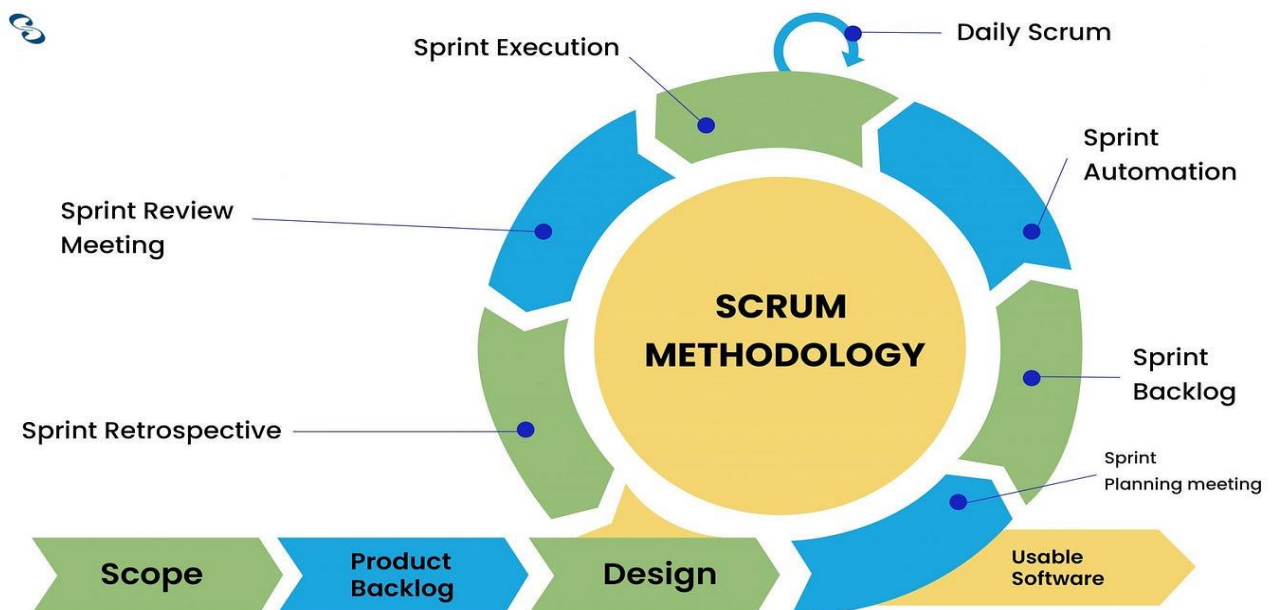 Sprint Execution
Daily Scrum
Sprint
Automation
Sprint Review
Meeting
SCRUM
METHODOLOGY
Sprint
Backlog
Sprint Retrospective
Sprint
Planning meeting
Scope
Product
Backlog
Design
Usable
Software